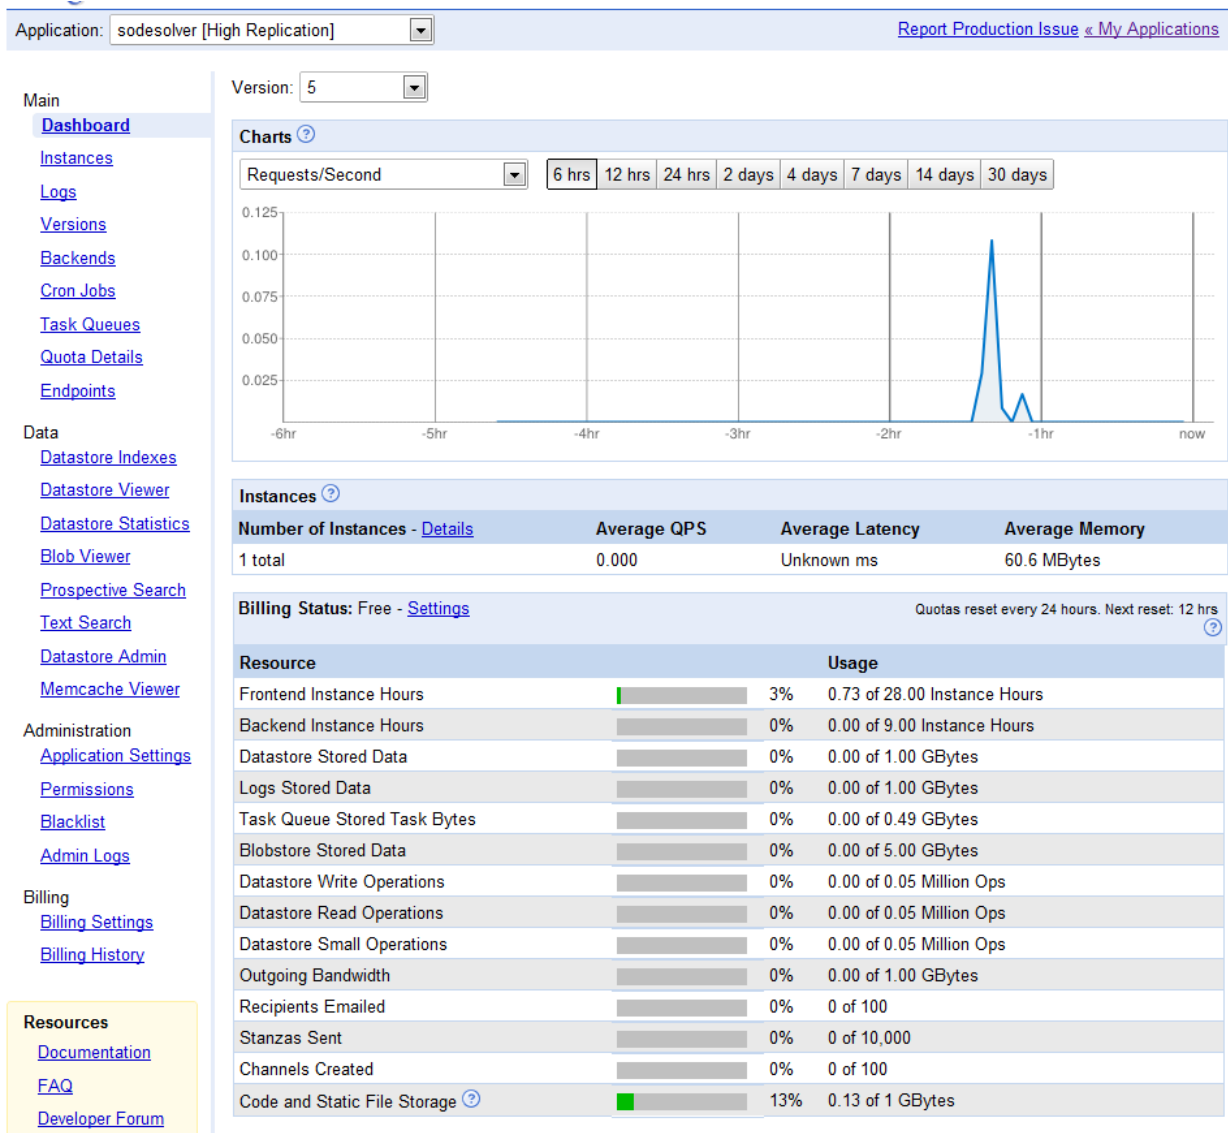 Application: sodesolver [High Replication] Report Production Issue « My Applications
Version: 5
Main
Dashboard
Instances
Logs
Versions
Backends
Cron Jobs
Task Queues
Quota Details
Endpoints
Data
Datastore Indexes
Datastore Viewer
Datastore Statistics
Blob Viewer
Prospective Search
Text Search
Datastore Admin
Memcache Viewer
Administration
Application Settings
Permissions
Blacklist
Admin Logs
Billing
Billing Settings
Billing History
Resources
Documentation
FAQ
Developer Forum
Charts ?
Requests/Second 6 hrs 12 hrs 24 hrs 2 days 4 days 7 days 14 days 30 days
0.125
0.100
0.075
0.050
0.025
-6hr -5hr -4hr -3hr -2hr -1hr now
Instances ?
Number of Instances - Details Average QPS Average Latency Average Memory
1 total 0.000 Unknown ms 60.6 MBytes
Billing Status: Free - Settings Quotas reset every 24 hours. Next reset: 12 hrs
?
Resource Usage
Frontend Instance Hours 3% 0.73 of 28.00 Instance Hours
Backend Instance Hours 0% 0.00 of 9.00 Instance Hours
Datastore Stored Data 0% 0.00 of 1.00 GBytes
Logs Stored Data 0% 0.00 of 1.00 GBytes
Task Queue Stored Task Bytes 0% 0.00 of 0.49 GBytes
Blobstore Stored Data 0% 0.00 of 5.00 GBytes
Datastore Write Operations 0% 0.00 of 0.05 Million Ops
Datastore Read Operations 0% 0.00 of 0.05 Million Ops
Datastore Small Operations 0% 0.00 of 0.05 Million Ops
Outgoing Bandwidth 0% 0.00 of 1.00 GBytes
Recipients Emailed 0% 0 of 100
Stanzas Sent 0% 0 of 10,000
Channels Created 0% 0 of 100
Code and Static File Storage ? 13% 0.13 of 1 GBytes